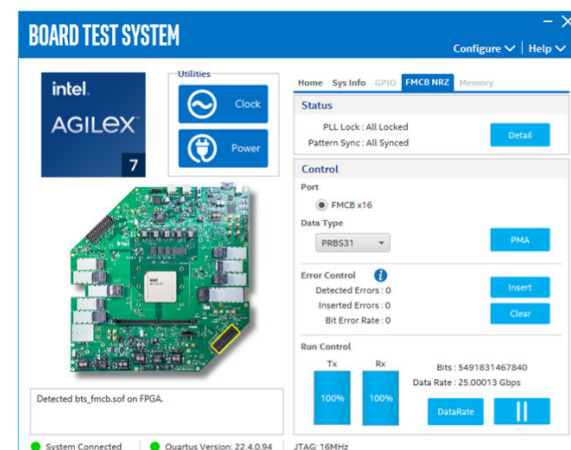 BOARD TEST SYSTEM
Configure | Help
intel.
AGILEX
7
Utilities
Clock
Power
Home Sys Info GPIO FMCB NRZ Memory
Status
PLL Lock : All Locked
Pattern Sync : All Synced
Detail
Control
Port
FMCB x16
Data Type
PRBS31
PMA
Error Control
Detected Errors : 0
Insert
Inserted Errors : 0
Bit Error Rate : 0
Clear
Run Control
Tx Rx
100% 100%
Bits : 5491831467840
Data Rate : 25.00013 Gbps
DataRate
Detected bts_fmcb.sof on FPGA.
System Connected Quartus Version: 22.4.0.94 JTAG: 16MHz